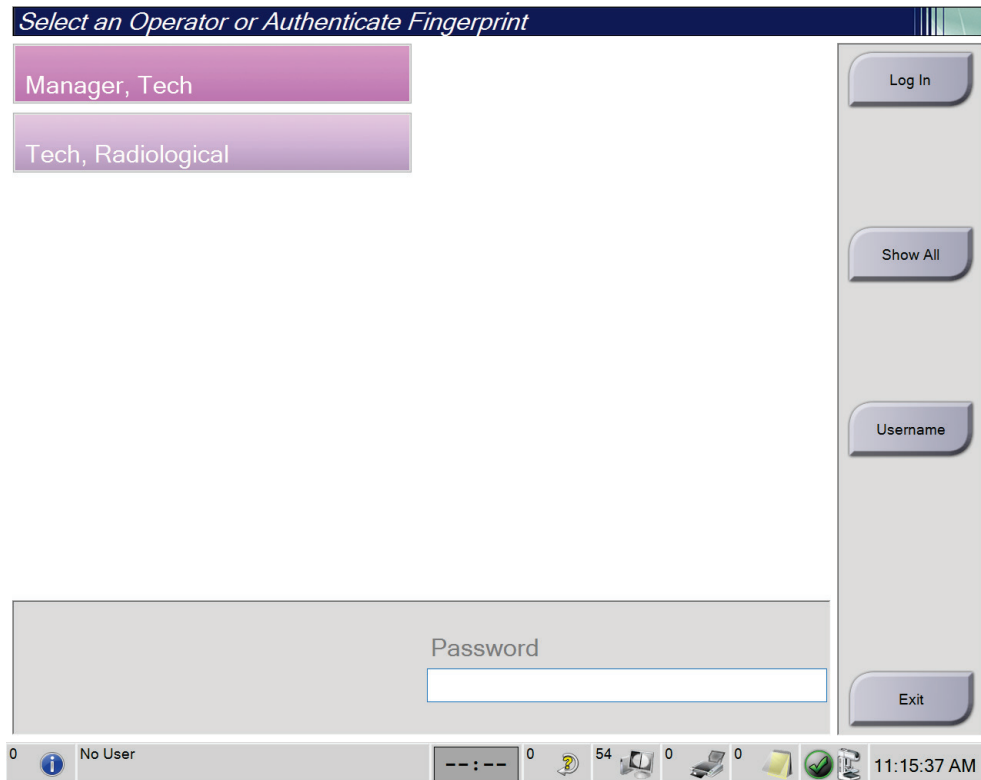 Select an Operator or Authenticate Fingerprint
Manager, Tech
Log In
Tech, Radiological
Show All
Username
Password
Exit
0 No User --:-- 0 54 0 0 11:15:37 AM